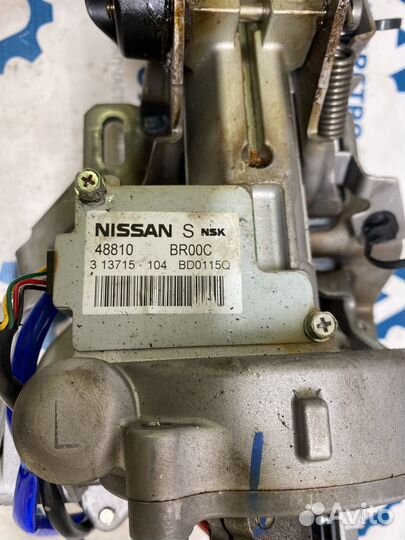 NISSAN S NSK
48810 BR00C
3 13715 - 104 BD0115Q
L
Avito